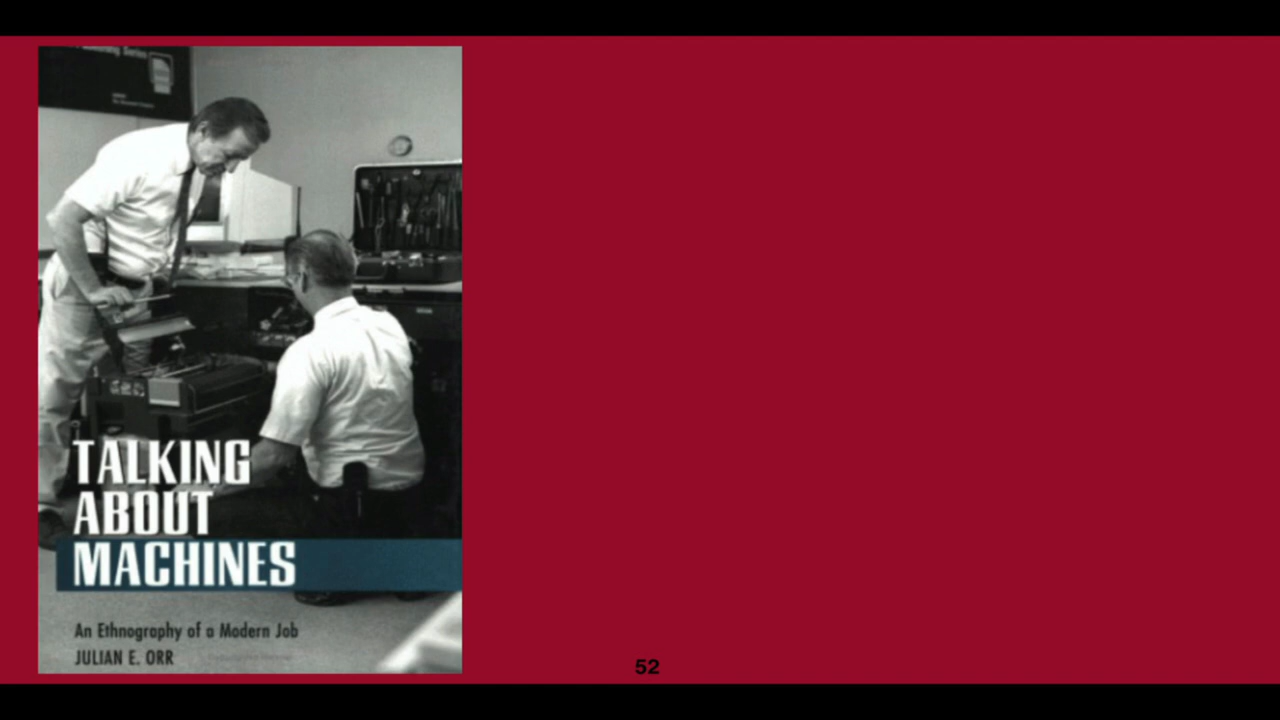 TALKING
ABOUT
MACHINES
An Ethnography of a Modern Job
JULIAN E. ORR
52